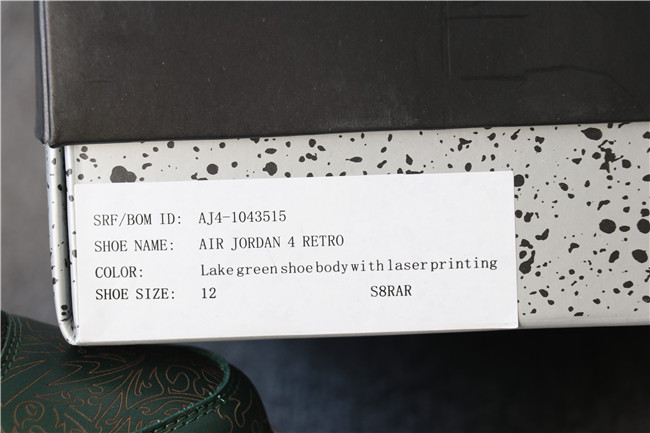 SRF/BOM ID: AJ4-1043515
SHOE NAME: AIR JORDAN 4 RETRO
COLOR: Lake green shoe body with laser printing
SHOE SIZE: 12 S8RAR